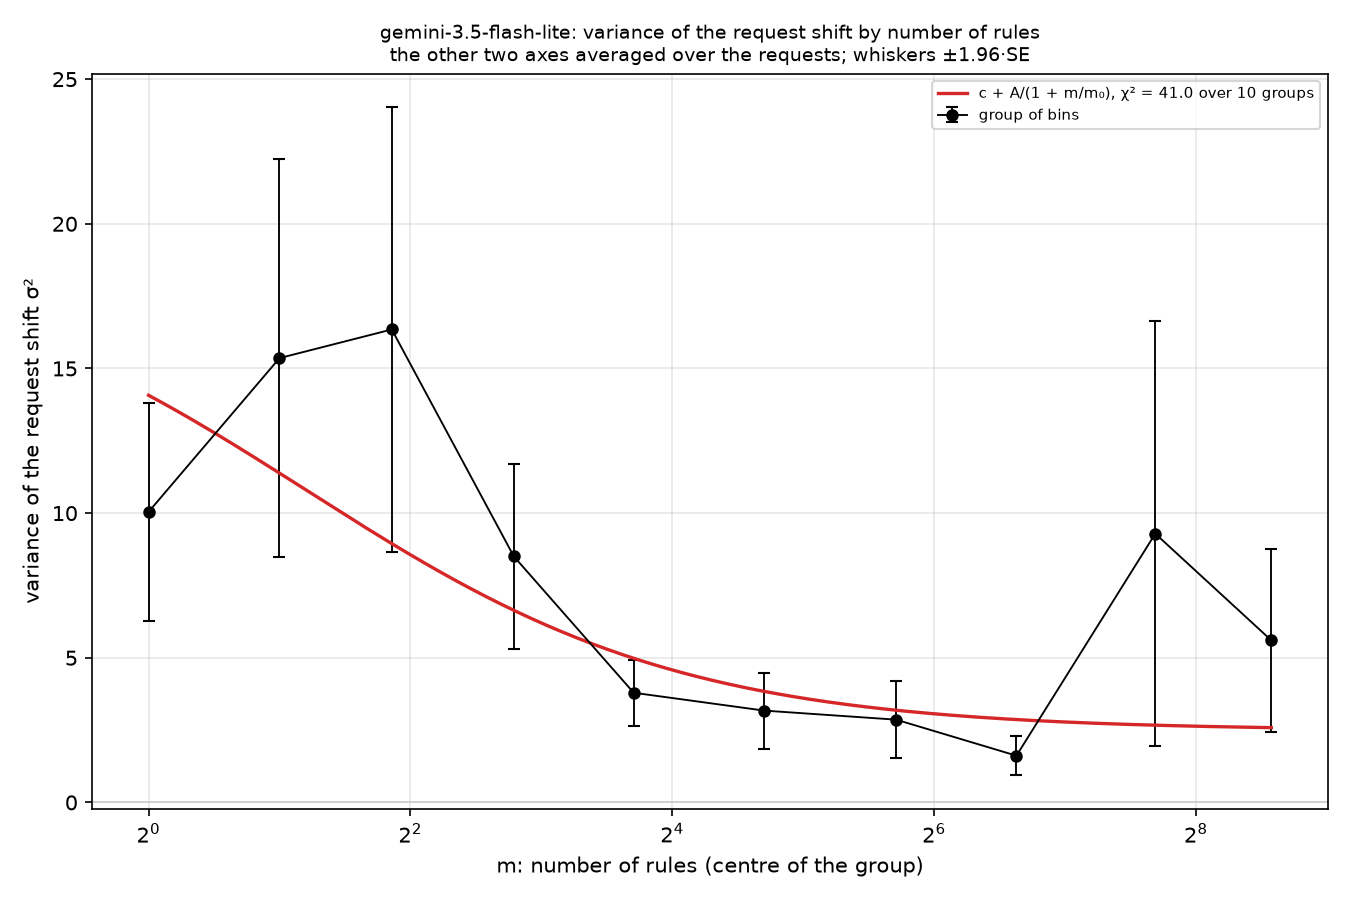 gemini-3.5-flash-lite: variance of the request shift by number of rules
the other two axes averaged over the requests; whiskers ±1.96·SE
c + A/(1 + m/m₀), χ² = 41.0 over 10 groups
group of bins
variance of the request shift σ²
25
20
15
10
5
0
2⁰
2²
2⁴
2⁶
2⁸
m: number of rules (centre of the group)